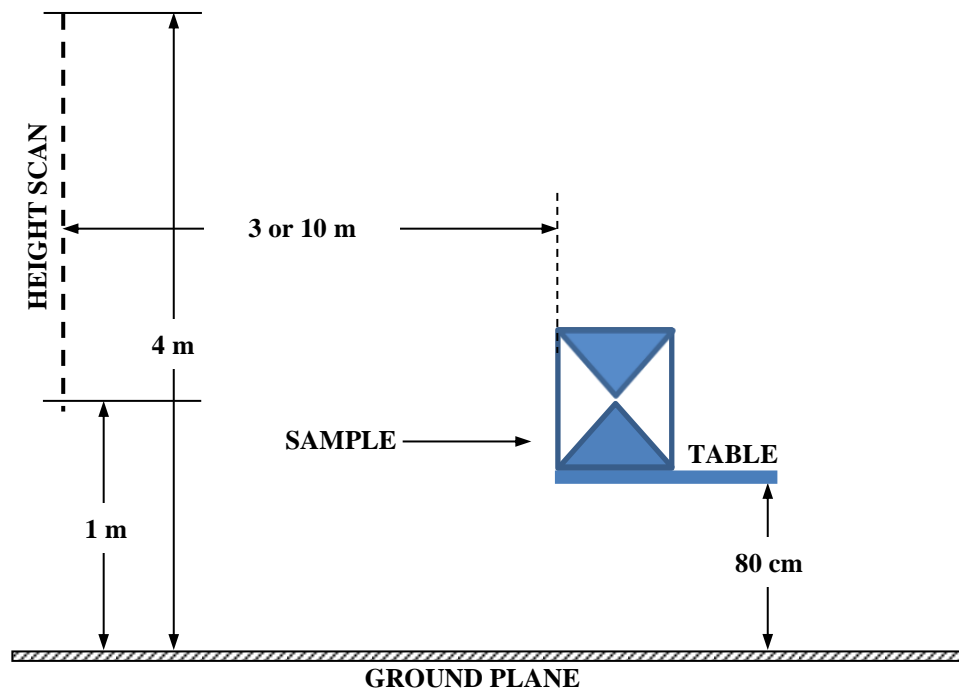 HEIGHT SCAN
3 or 10 m
4 m
SAMPLE
TABLE
1 m
80 cm
GROUND PLANE